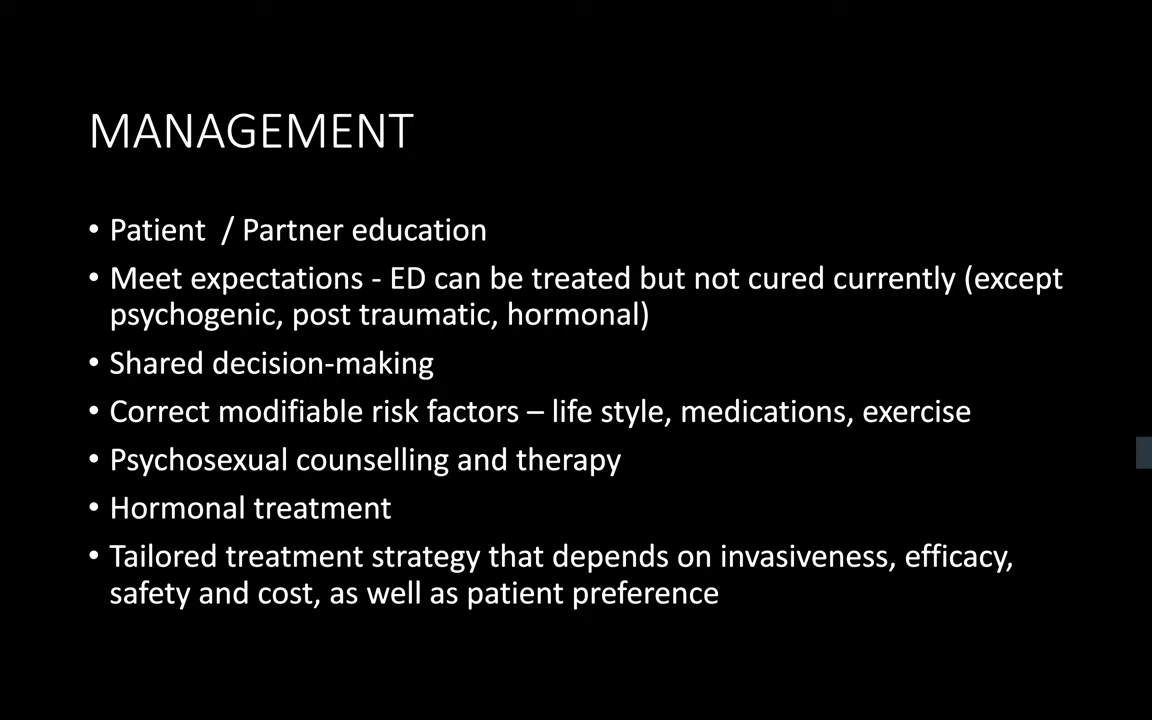 MANAGEMENT
• Patient  / Partner education
• Meet expectations - ED can be treated but not cured currently (except
psychogenic, post traumatic, hormonal)
• Shared decision-making
• Correct modifiable risk factors – life style, medications, exercise
• Psychosexual counselling and therapy
• Hormonal treatment
• Tailored treatment strategy that depends on invasiveness, efficacy,
safety and cost, as well as patient preference